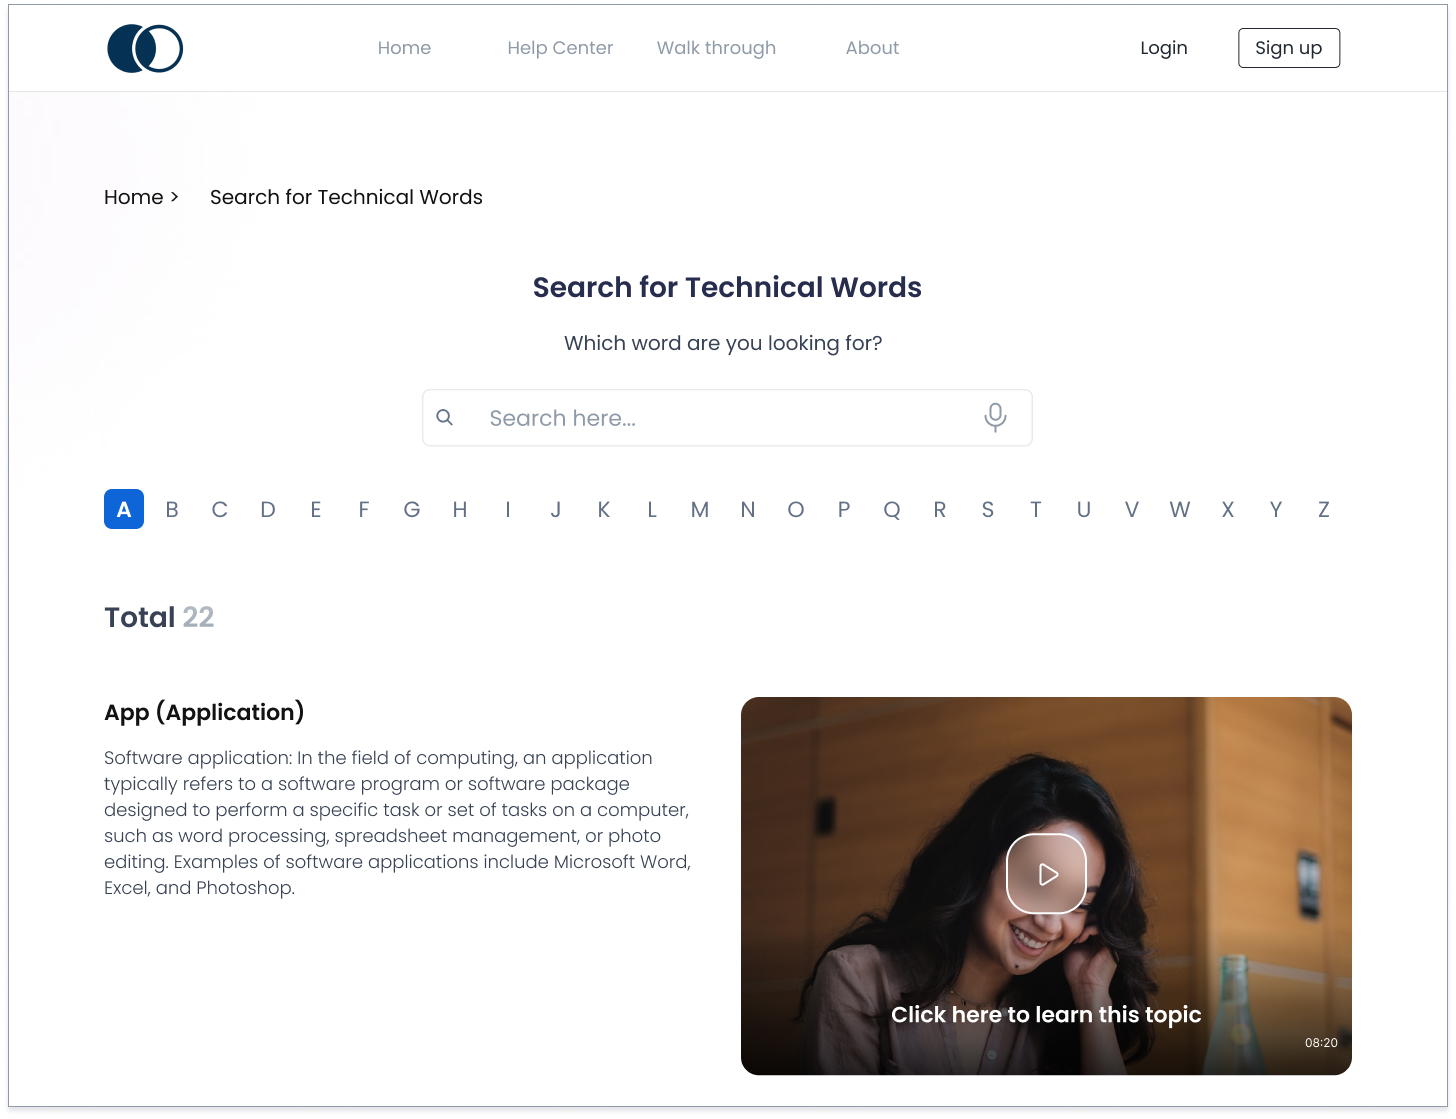 Home
Help Center
Walk through
About
Login
Sign up
Home >
Search for Technical Words
Search for Technical Words
Which word are you looking for?
Search here...
A B C D E F G H I J K L M N O P Q R S T U V W X Y Z
Total 22
App (Application)
Software application: In the field of computing, an application
typically refers to a software program or software package
designed to perform a specific task or set of tasks on a computer,
such as word processing, spreadsheet management, or photo
editing. Examples of software applications include Microsoft Word,
Excel, and Photoshop.
Click here to learn this topic
08:20